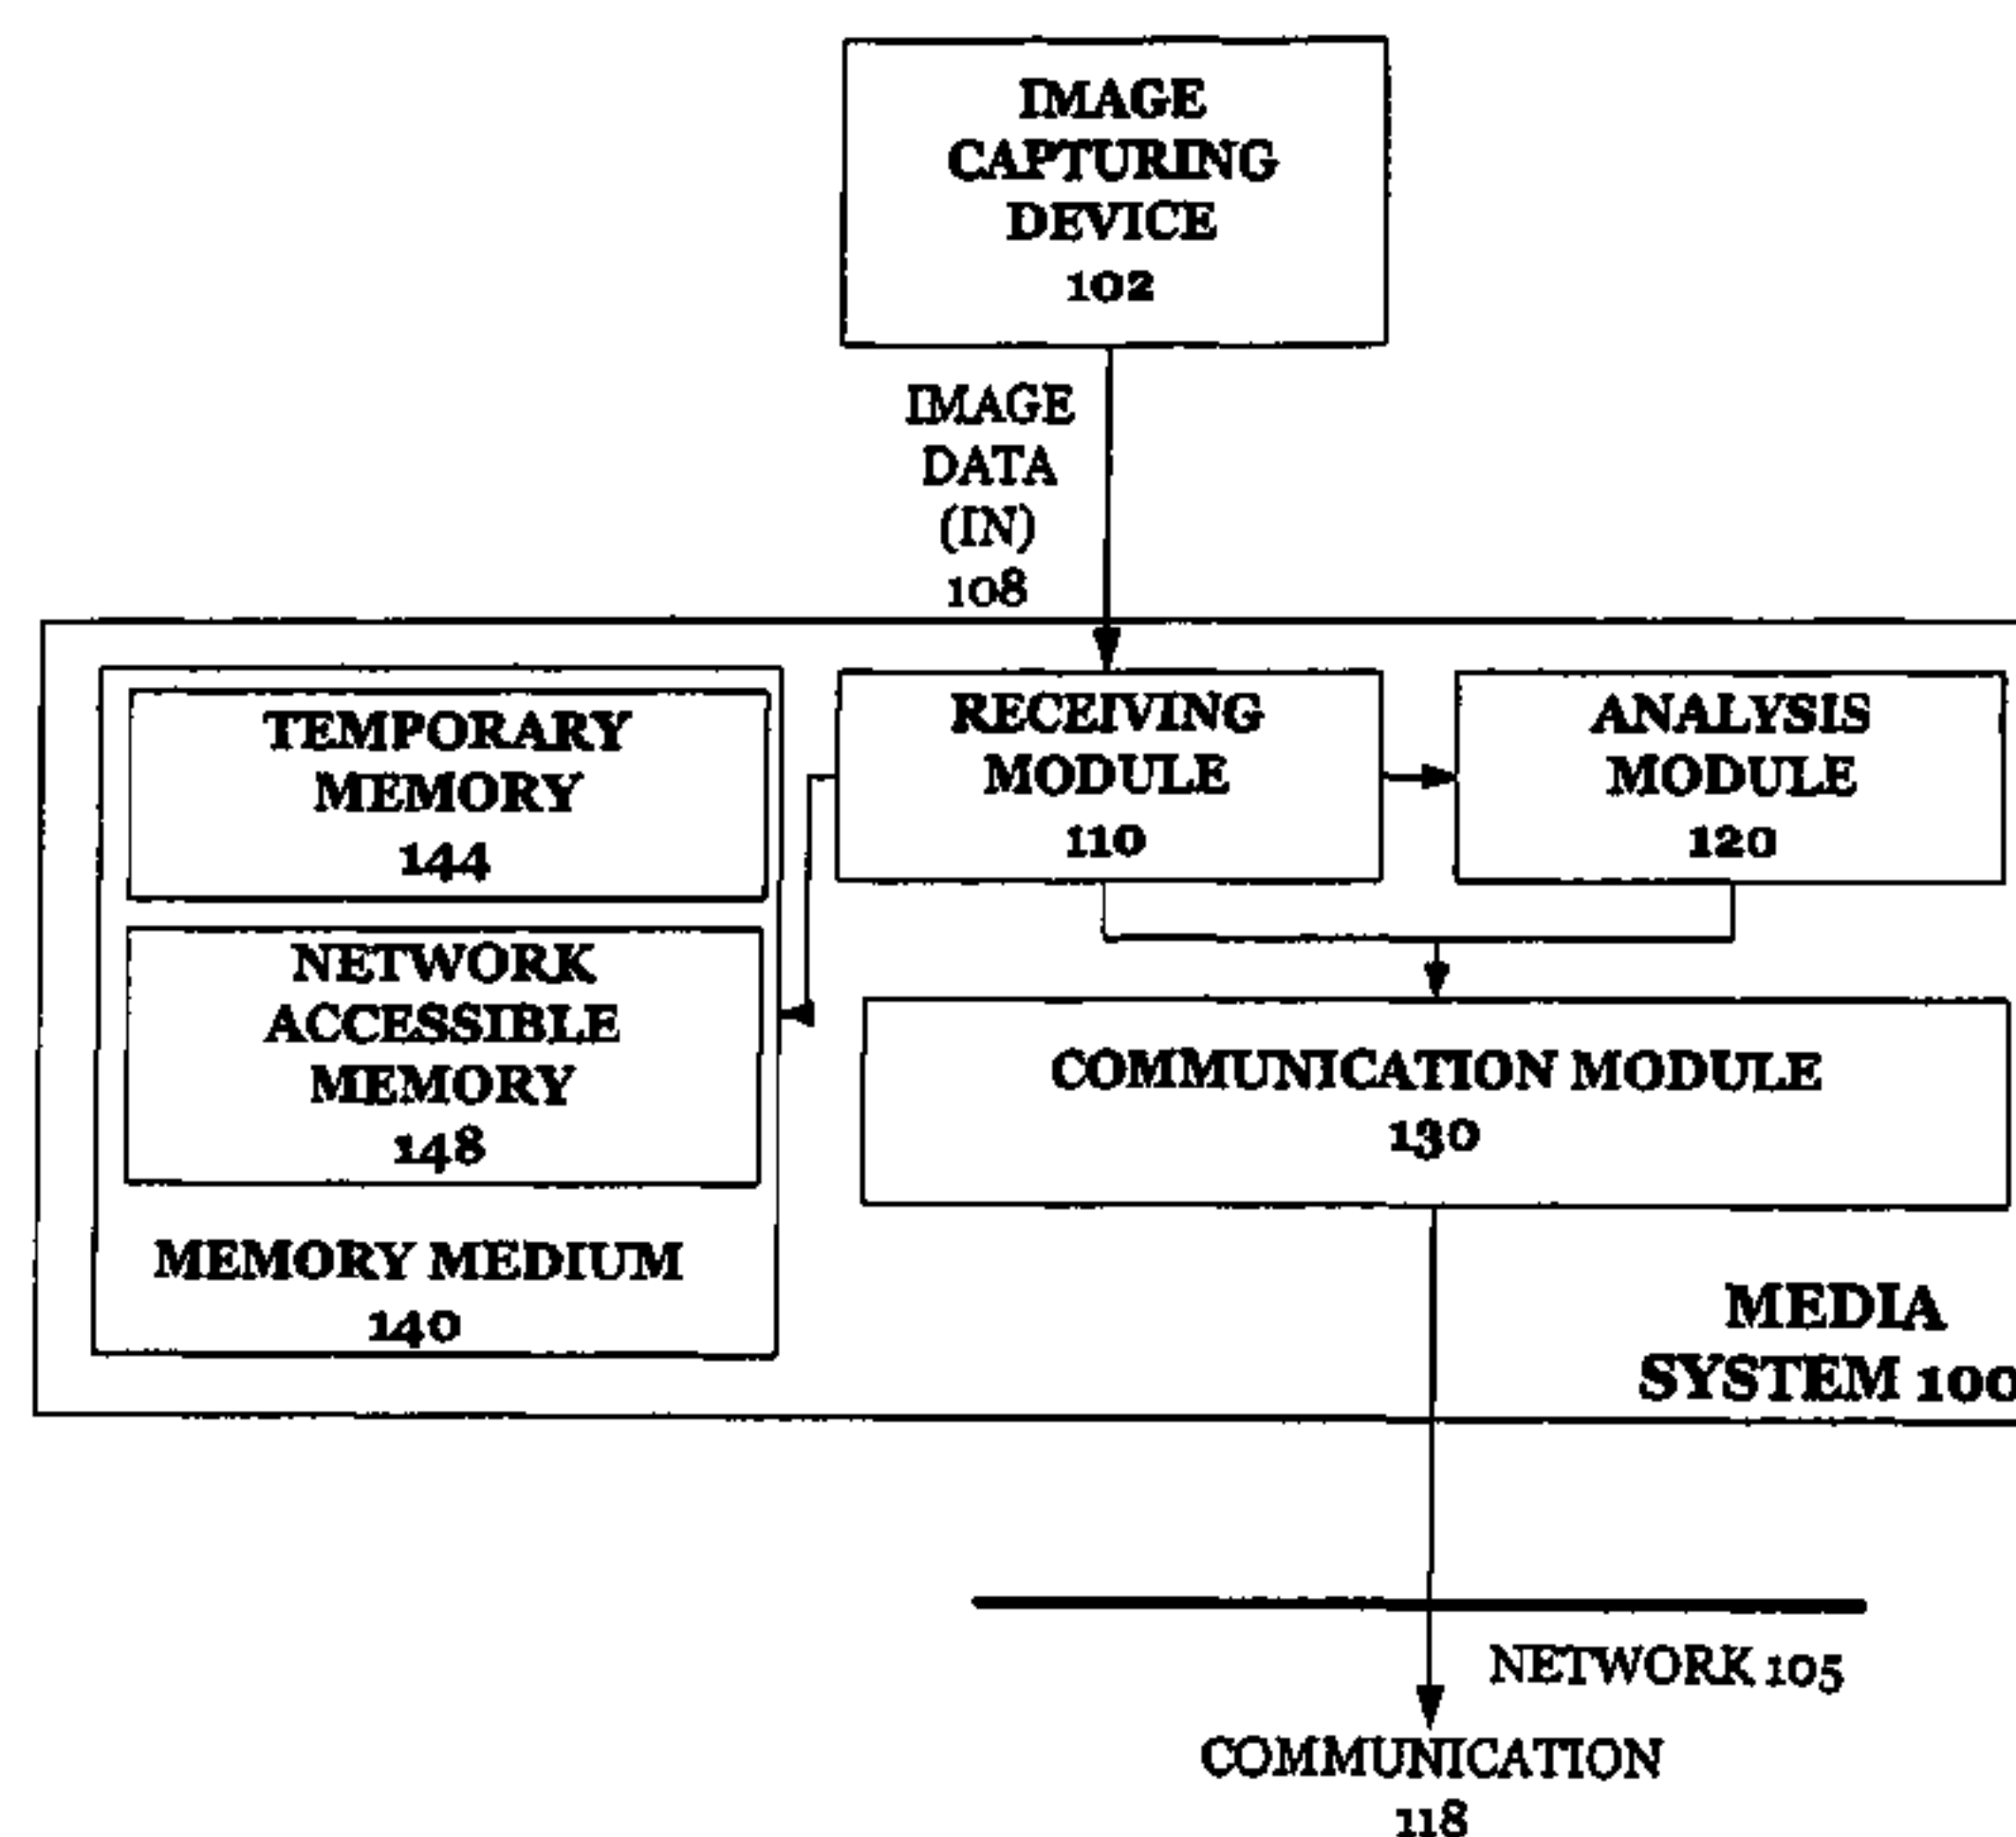 IMAGE
CAPTURING
DEVICE
102
IMAGE
DATA
(IN)
108
TEMPORARY
MEMORY
144
NETWORK
ACCESSIBLE
MEMORY
148
MEMORY MEDIUM
140
RECEIVING
MODULE
110
ANALYSIS
MODULE
120
COMMUNICATION MODULE
130
MEDIA
SYSTEM 100
NETWORK 105
COMMUNICATION
118